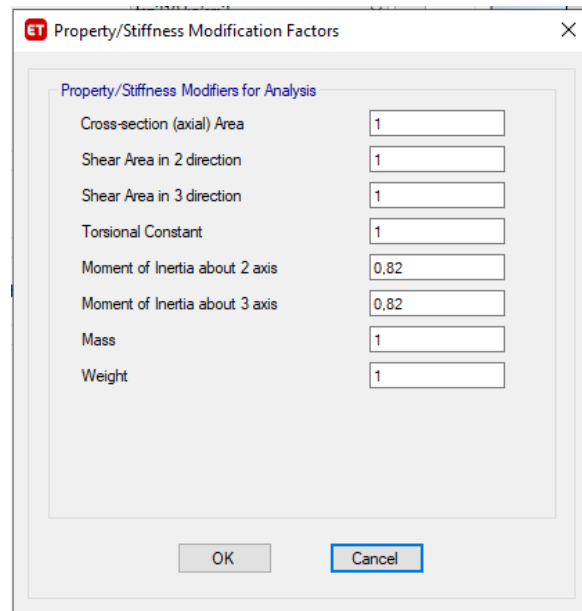 ET Property/Stiffness Modification Factors
Property/Stiffness Modifiers for Analysis
Cross-section (axial) Area 1
Shear Area in 2 direction 1
Shear Area in 3 direction 1
Torsional Constant 1
Moment of Inertia about 2 axis 0,82
Moment of Inertia about 3 axis 0,82
Mass 1
Weight 1
OK Cancel